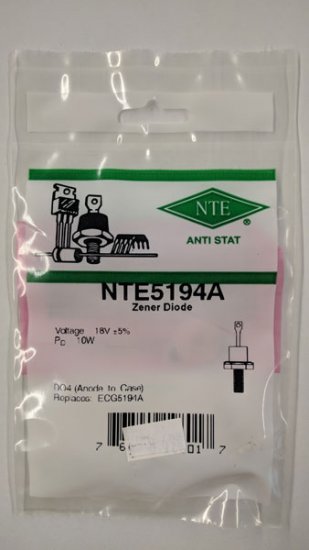 NTE
®
ANTI STAT
NTE5194A
Zener Diode
Voltage 18V ±5%
PD 10W
DO4 (Anode to Case)
Replaces: ECG5194A